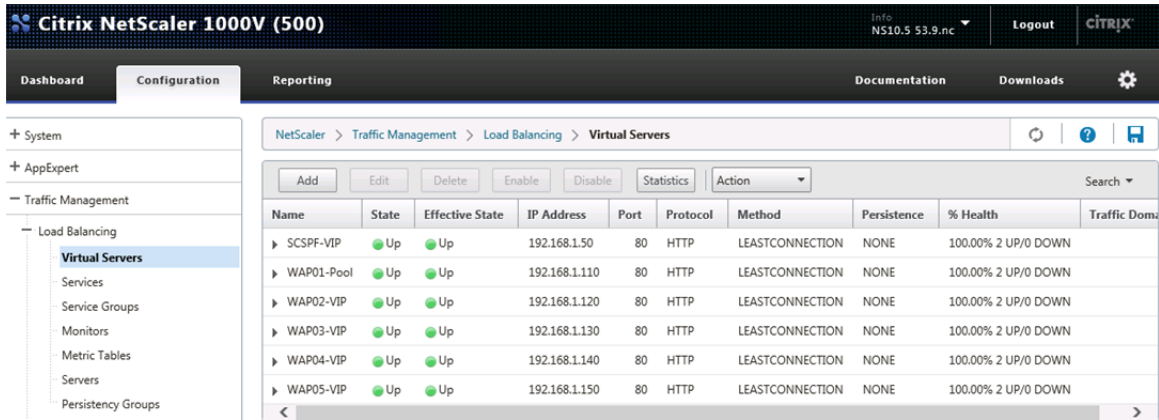 Citrix NetScaler 1000V (500)
Info
NS10.5 53.9.nc
Logout
CITRIX
Dashboard Configuration Reporting Documentation Downloads
+ System
+ AppExpert
− Traffic Management
− Load Balancing
Virtual Servers
Services
Service Groups
Monitors
Metric Tables
Servers
Persistency Groups
NetScaler > Traffic Management > Load Balancing > Virtual Servers
Add Edit Delete Enable Disable Statistics Action Search
Name State Effective State IP Address Port Protocol Method Persistence % Health Traffic Doma
SCSPF-VIP Up Up 192.168.1.50 80 HTTP LEASTCONNECTION NONE 100.00% 2 UP/0 DOWN
WAP01-Pool Up Up 192.168.1.110 80 HTTP LEASTCONNECTION NONE 100.00% 2 UP/0 DOWN
WAP02-VIP Up Up 192.168.1.120 80 HTTP LEASTCONNECTION NONE 100.00% 2 UP/0 DOWN
WAP03-VIP Up Up 192.168.1.130 80 HTTP LEASTCONNECTION NONE 100.00% 2 UP/0 DOWN
WAP04-VIP Up Up 192.168.1.140 80 HTTP LEASTCONNECTION NONE 100.00% 2 UP/0 DOWN
WAP05-VIP Up Up 192.168.1.150 80 HTTP LEASTCONNECTION NONE 100.00% 2 UP/0 DOWN